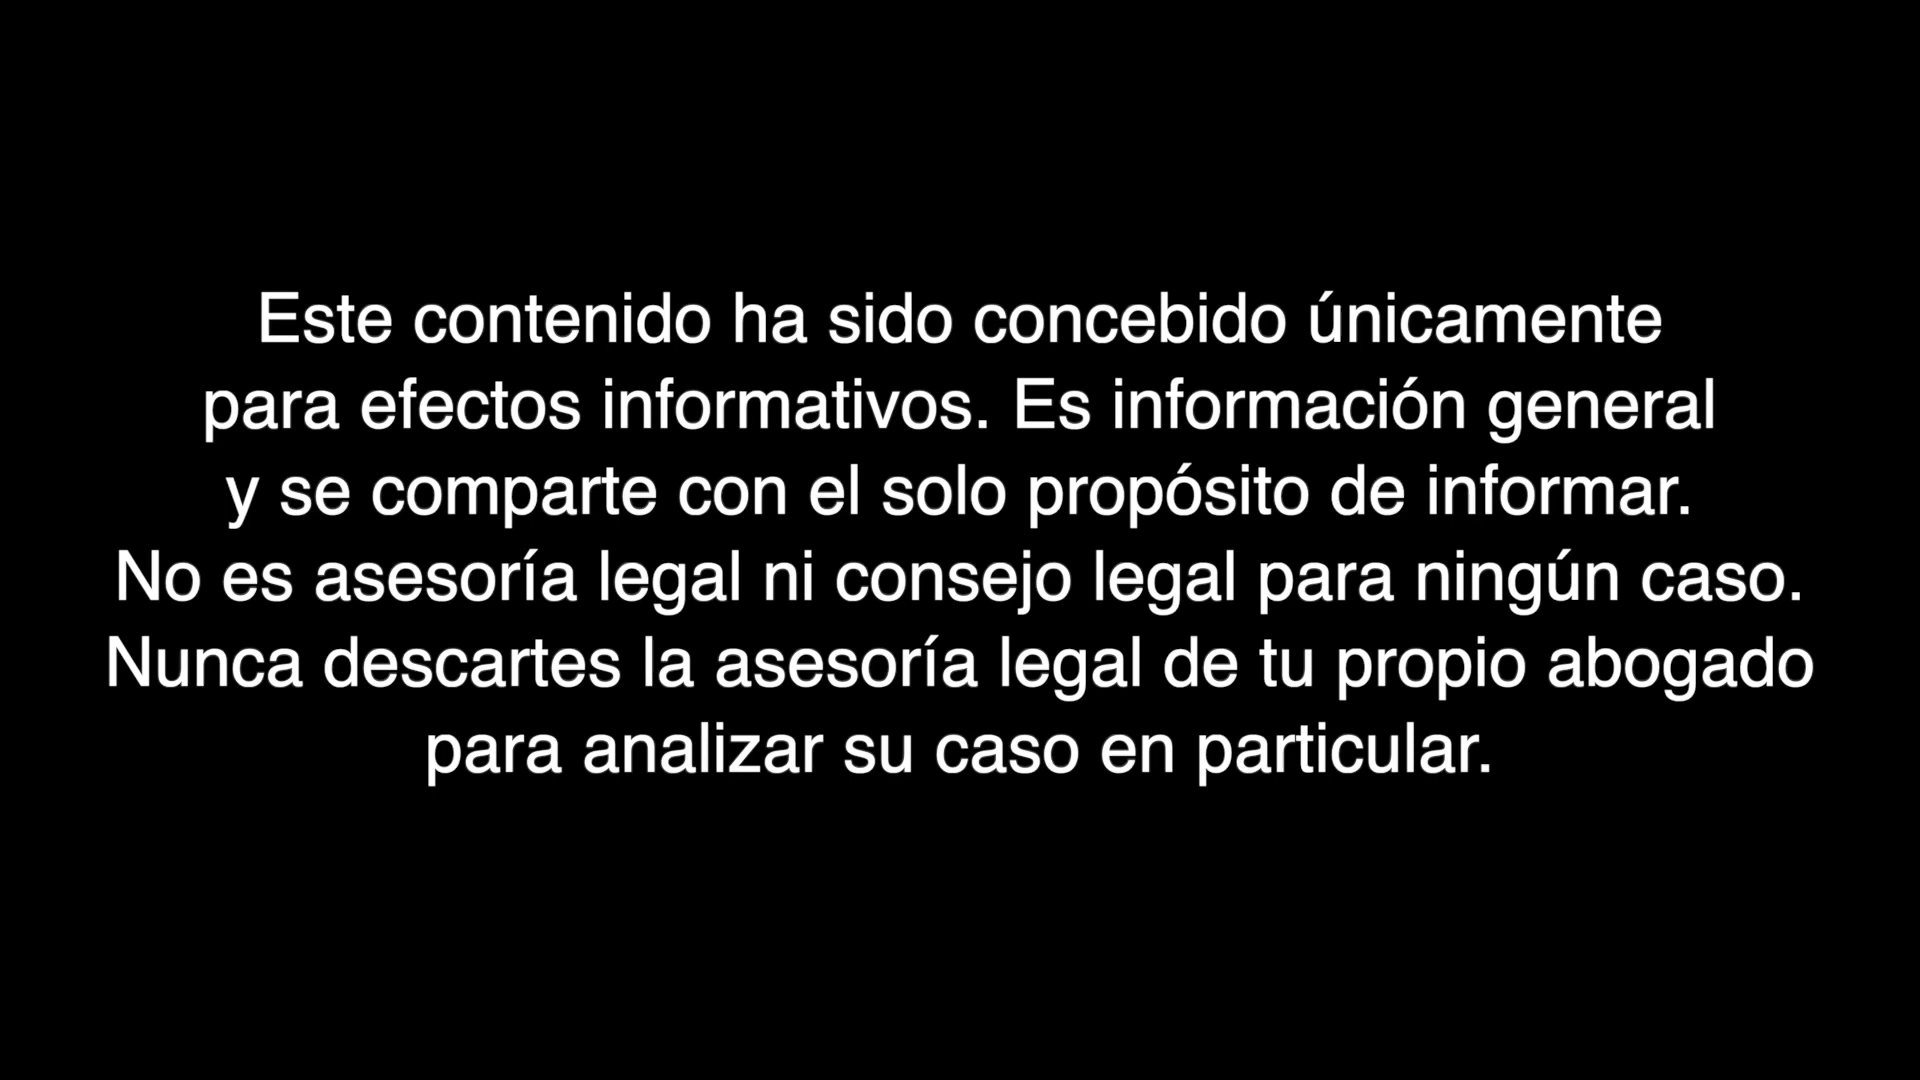 Este contenido ha sido concebido únicamente
para efectos informativos. Es información general
y se comparte con el solo propósito de informar.
No es asesoría legal ni consejo legal para ningún caso.
Nunca descartes la asesoría legal de tu propio abogado
para analizar su caso en particular.